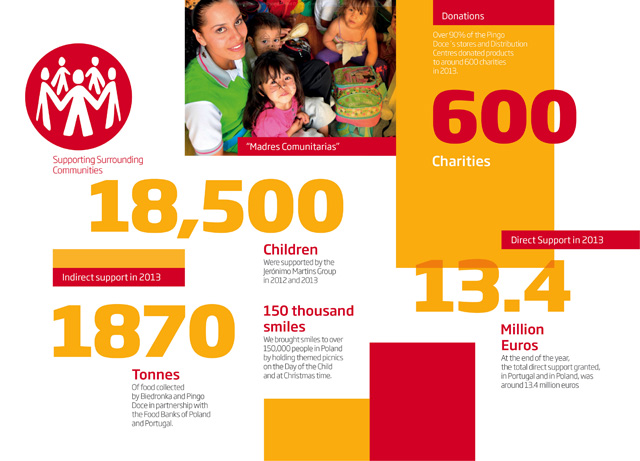 Donations
Over 90% of the Pingo
Doce´s stores and Distribution
Centres donated products
to around 600 charities
in 2013.
600
Charities
"Madres Comunitarias"
Supporting Surrounding
Communities
18,500
Children
Were supported by the
Jerónimo Martins Group
in 2012 and 2013
Direct Support in 2013
Indirect support in 2013
13.4
Million
Euros
At the end of the year,
the total direct support granted,
in Portugal and in Poland, was
around 13.4 million euros
1870
Tonnes
Of food collected
by Biedronka and Pingo
Doce in partnership with
the Food Banks of Poland
and Portugal.
150 thousand
smiles
We brought smiles to over
150,000 people in Poland
by holding themed picnics
on the Day of the Child
and at Christmas time.